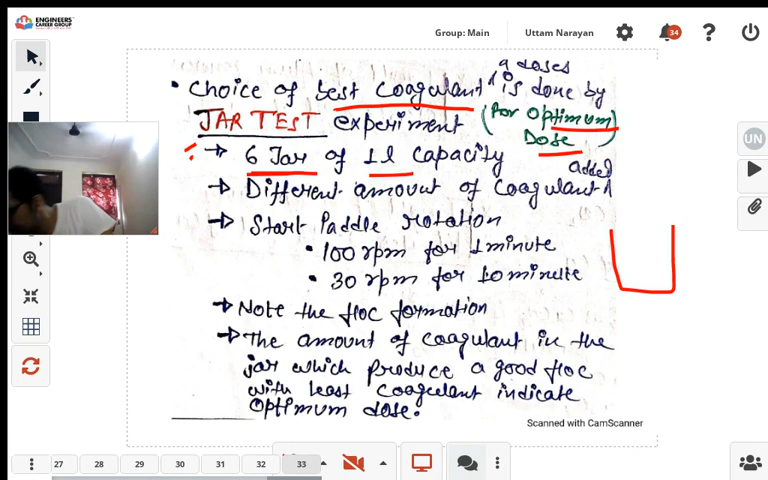 ENGINEERS
CAREER GROUP
Group: Main
Uttam Narayan
34
& doses
• Choice of best Coagulant ^ is done by
JAR TEST experiment (for Optimum Dose)
→ 6 Jar of 1l Capacity
→ Different amount of Coagulant ^ added
→ Start Paddle rotation
• 100 rpm for 1 minute
• 30 rpm for 10 minute
→ Note the floc formation
→ The amount of coagulant in the
jar which produce a good floc
with least coagulant indicate
optimum dose.
Scanned with CamScanner
UN
27 28 29 30 31 32 33